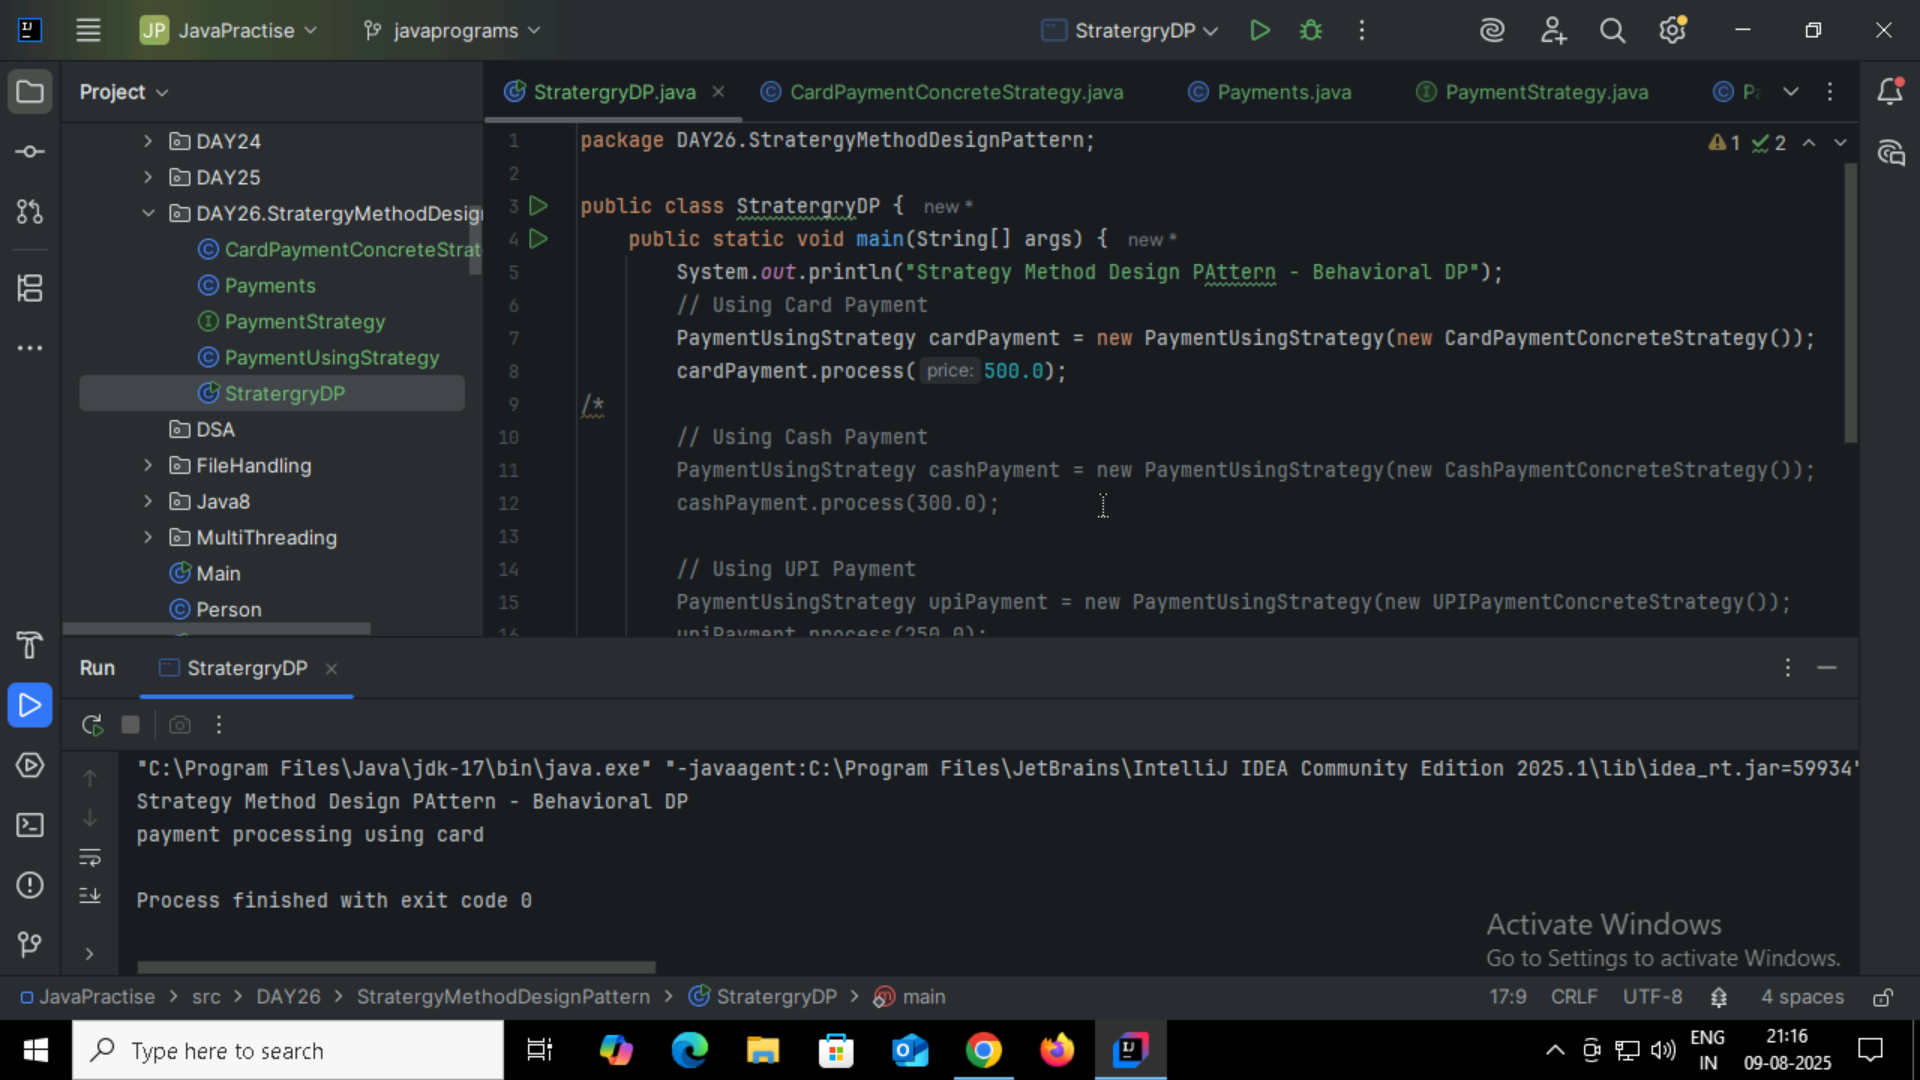 JP JavaPractise
javaprograms
StratergryDP
Project
StratergryDP.java
CardPaymentConcreteStrategy.java
Payments.java
PaymentStrategy.java
DAY24
DAY25
DAY26.StratergyMethodDesig
CardPaymentConcreteStrat
Payments
PaymentStrategy
PaymentUsingStrategy
StratergryDP
DSA
FileHandling
Java8
MultiThreading
Main
Person
1 package DAY26.StratergyMethodDesignPattern;
1 2
2
3 public class StratergryDP { new *
4 public static void main(String[] args) { new *
5 System.out.println("Strategy Method Design PAttern - Behavioral DP");
6 // Using Card Payment
7 PaymentUsingStrategy cardPayment = new PaymentUsingStrategy(new CardPaymentConcreteStrategy());
8 cardPayment.process( price: 500.0);
9 /*
10 // Using Cash Payment
11 PaymentUsingStrategy cashPayment = new PaymentUsingStrategy(new CashPaymentConcreteStrategy());
12 cashPayment.process(300.0);
13
14 // Using UPI Payment
15 PaymentUsingStrategy upiPayment = new PaymentUsingStrategy(new UPIPaymentConcreteStrategy());
16 upiPayment.process(250.0);
Run StratergryDP
"C:\Program Files\Java\jdk-17\bin\java.exe" "-javaagent:C:\Program Files\JetBrains\IntelliJ IDEA Community Edition 2025.1\lib\idea_rt.jar=59934"
Strategy Method Design PAttern - Behavioral DP
payment processing using card
Process finished with exit code 0
Activate Windows
Go to Settings to activate Windows.
JavaPractise > src > DAY26 > StratergyMethodDesignPattern > StratergryDP > main
17:9 CRLF UTF-8 4 spaces
Type here to search
ENG
IN
21:16
09-08-2025